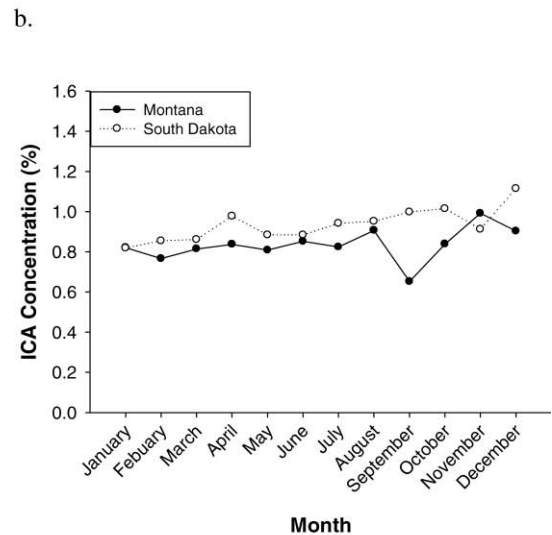 b.
1.6
Montana
1.4
South Dakota
1.2
1.0
0.8
0.6
0.4
0.2
0.0
ICA Concentration (%)
January
Febuary
March
April
May
June
July
August
September
October
November
December
Month